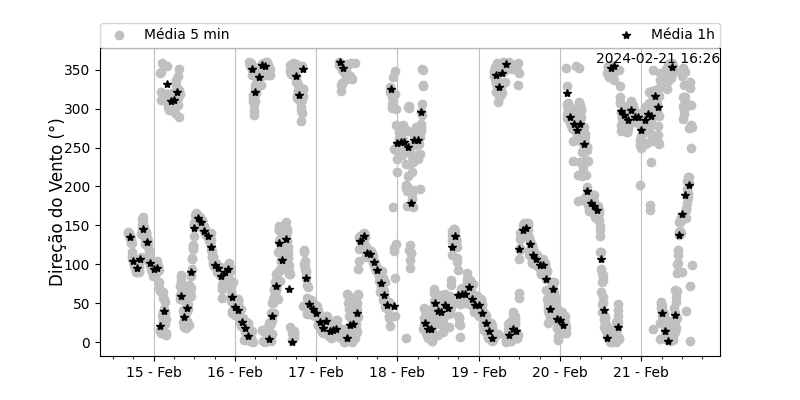 Média 5 min
Média 1h
2024-02-21 16:26
Direção do Vento (°)
350
300
250
200
150
100
50
0
15 - Feb
16 - Feb
17 - Feb
18 - Feb
19 - Feb
20 - Feb
21 - Feb